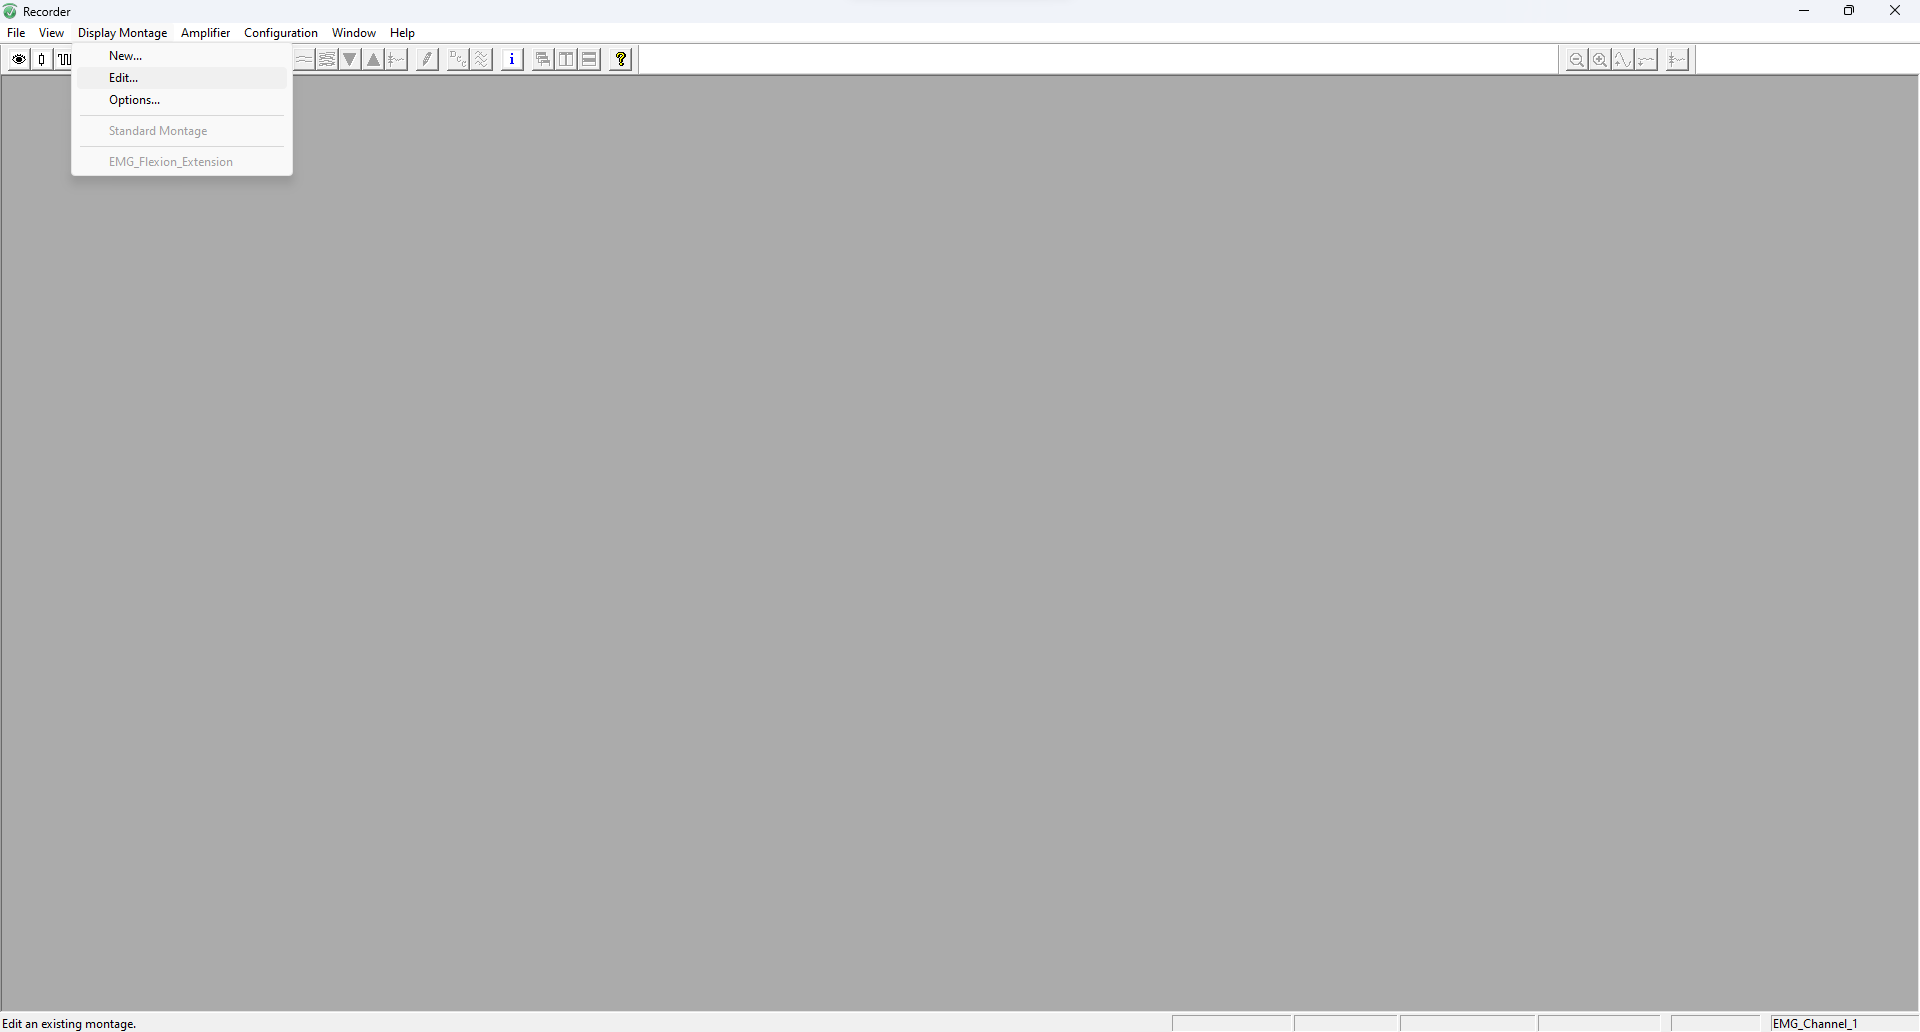 Recorder
File View Display Montage Amplifier Configuration Window Help
New...
Edit...
Options...
Standard Montage
EMG_Flexion_Extension
Edit an existing montage.
EMG_Channel_1